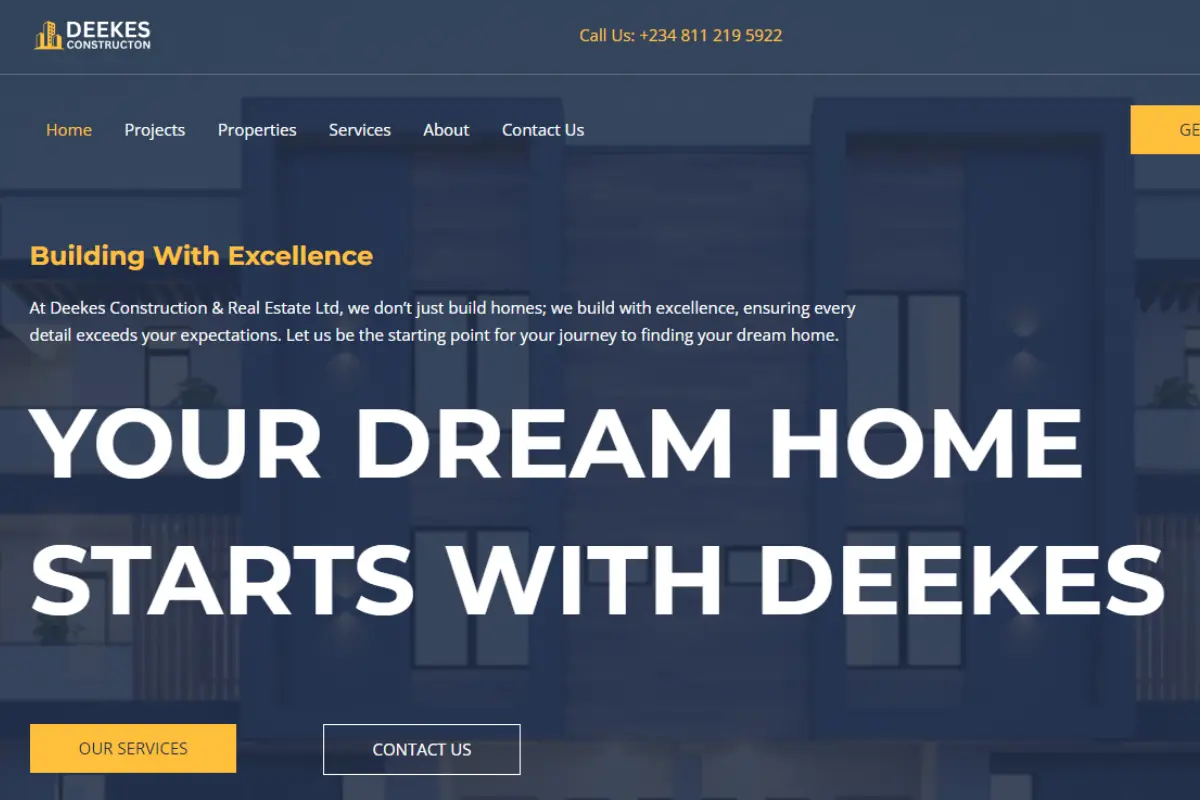 DEEKES
CONSTRUCTON
Call Us: +234 811 219 5922
Home Projects Properties Services About Contact Us
GE
Building With Excellence
At Deekes Construction & Real Estate Ltd, we don’t just build homes; we build with excellence, ensuring every
detail exceeds your expectations. Let us be the starting point for your journey to finding your dream home.
YOUR DREAM HOME
STARTS WITH DEEKES
OUR SERVICES CONTACT US